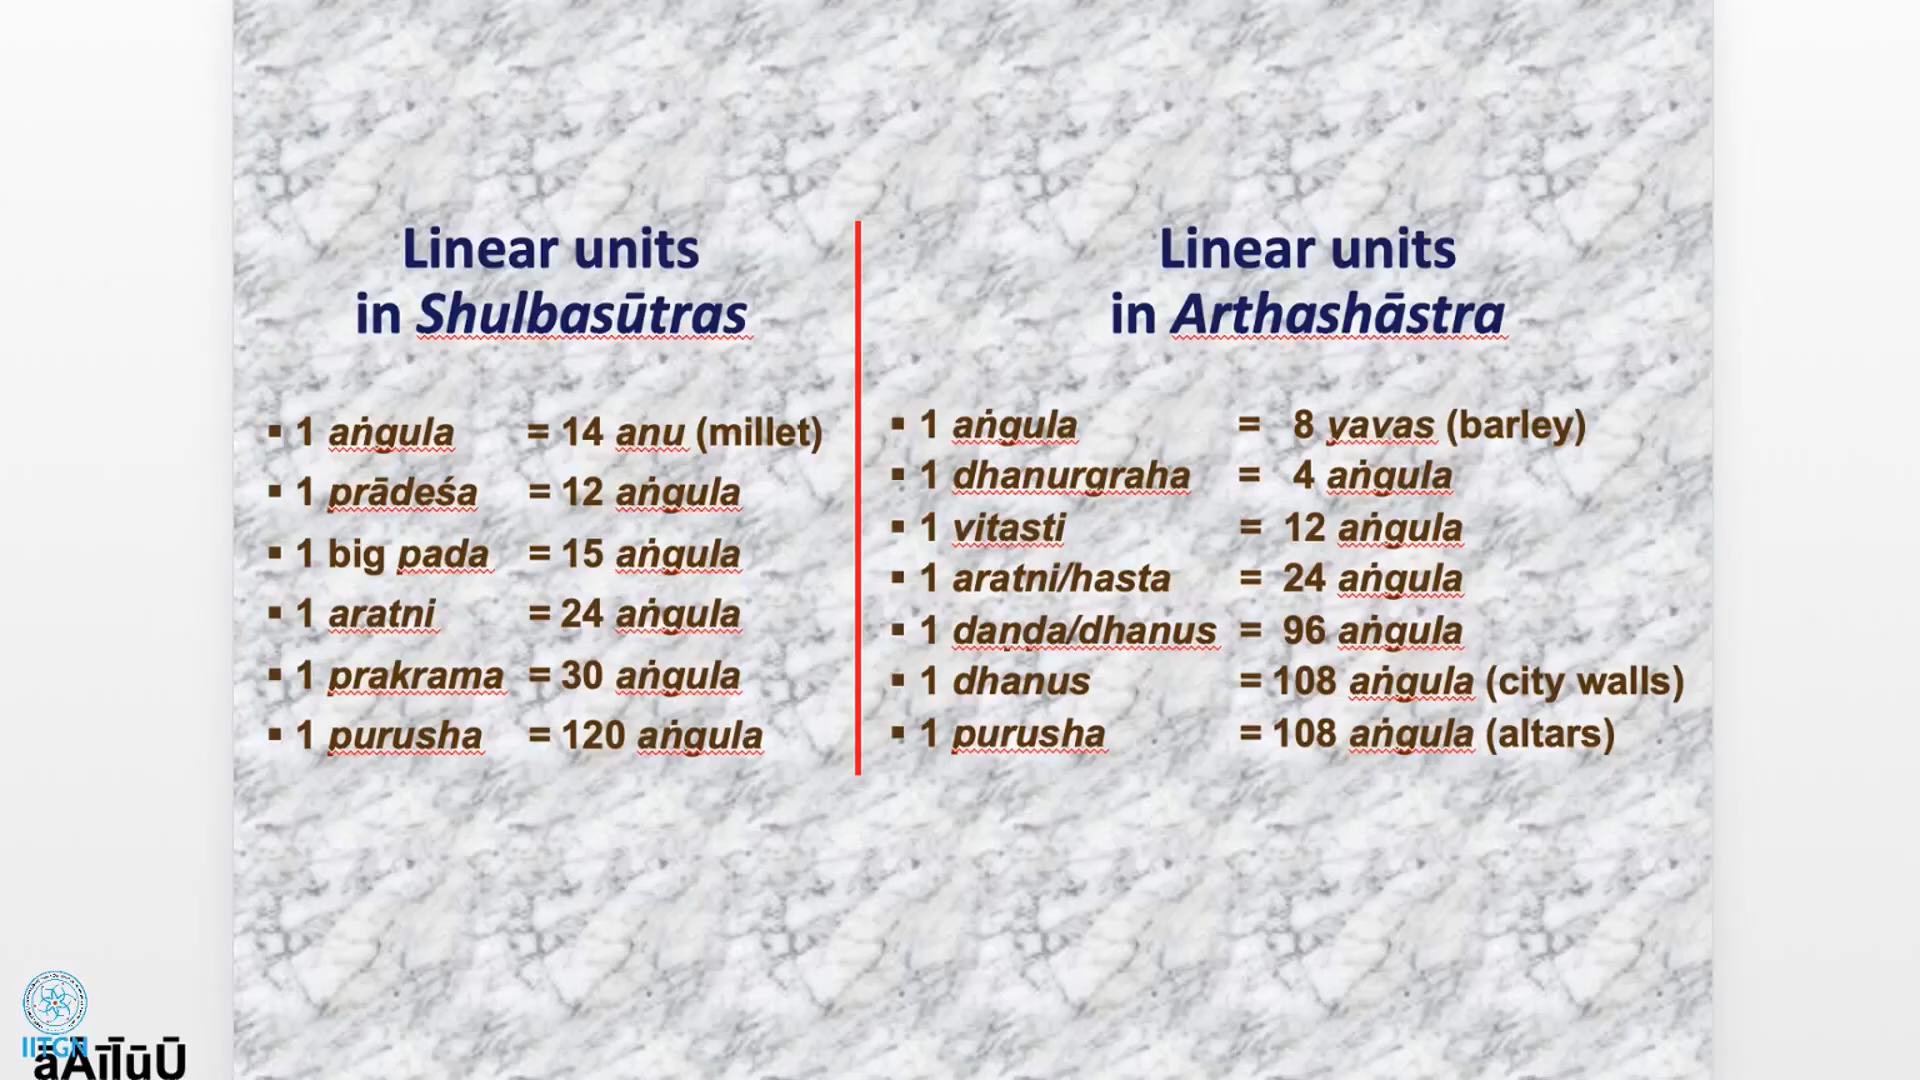 Linear units
in Shulbasūtras
▪ 1 aṅgula = 14 anu (millet)
▪ 1 prādeśa = 12 aṅgula
▪ 1 big pada = 15 aṅgula
▪ 1 aratni = 24 aṅgula
▪ 1 prakrama = 30 aṅgula
▪ 1 purusha = 120 aṅgula
Linear units
in Arthashāstra
▪ 1 aṅgula = 8 yavas (barley)
▪ 1 dhanurgraha = 4 aṅgula
▪ 1 vitasti = 12 aṅgula
▪ 1 aratni/hasta = 24 aṅgula
▪ 1 daṇḍa/dhanus = 96 aṅgula
▪ 1 dhanus = 108 aṅgula (city walls)
▪ 1 purusha = 108 aṅgula (altars)
IITGN
āĀīĪūŪ